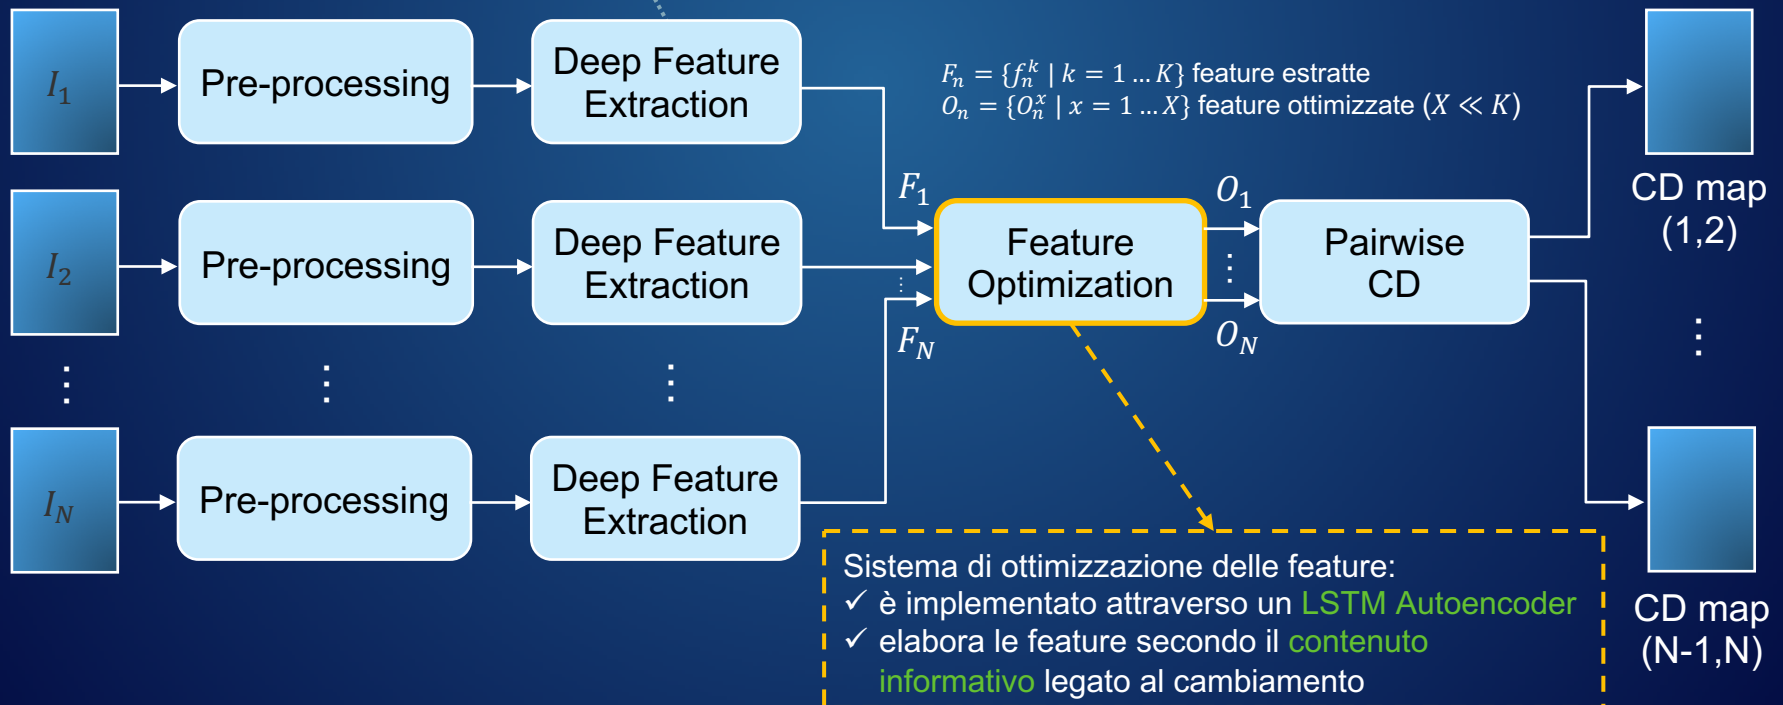 I₁
Pre-processing
Deep Feature
Extraction
Fₙ = {fₙᵏ | k = 1 … K} feature estratte
Oₙ = {Oₙˣ | x = 1 … X} feature ottimizzate (X ≪ K)
CD map
(1,2)
I₂
Pre-processing
Deep Feature
Extraction
F₁
⋮
F_N
Feature
Optimization
O₁
⋮
O_N
Pairwise
CD
⋮
⋮
⋮
⋮
I_N
Pre-processing
Deep Feature
Extraction
CD map
(N-1,N)
Sistema di ottimizzazione delle feature:
✓ è implementato attraverso un LSTM Autoencoder
✓ elabora le feature secondo il contenuto
informativo legato al cambiamento